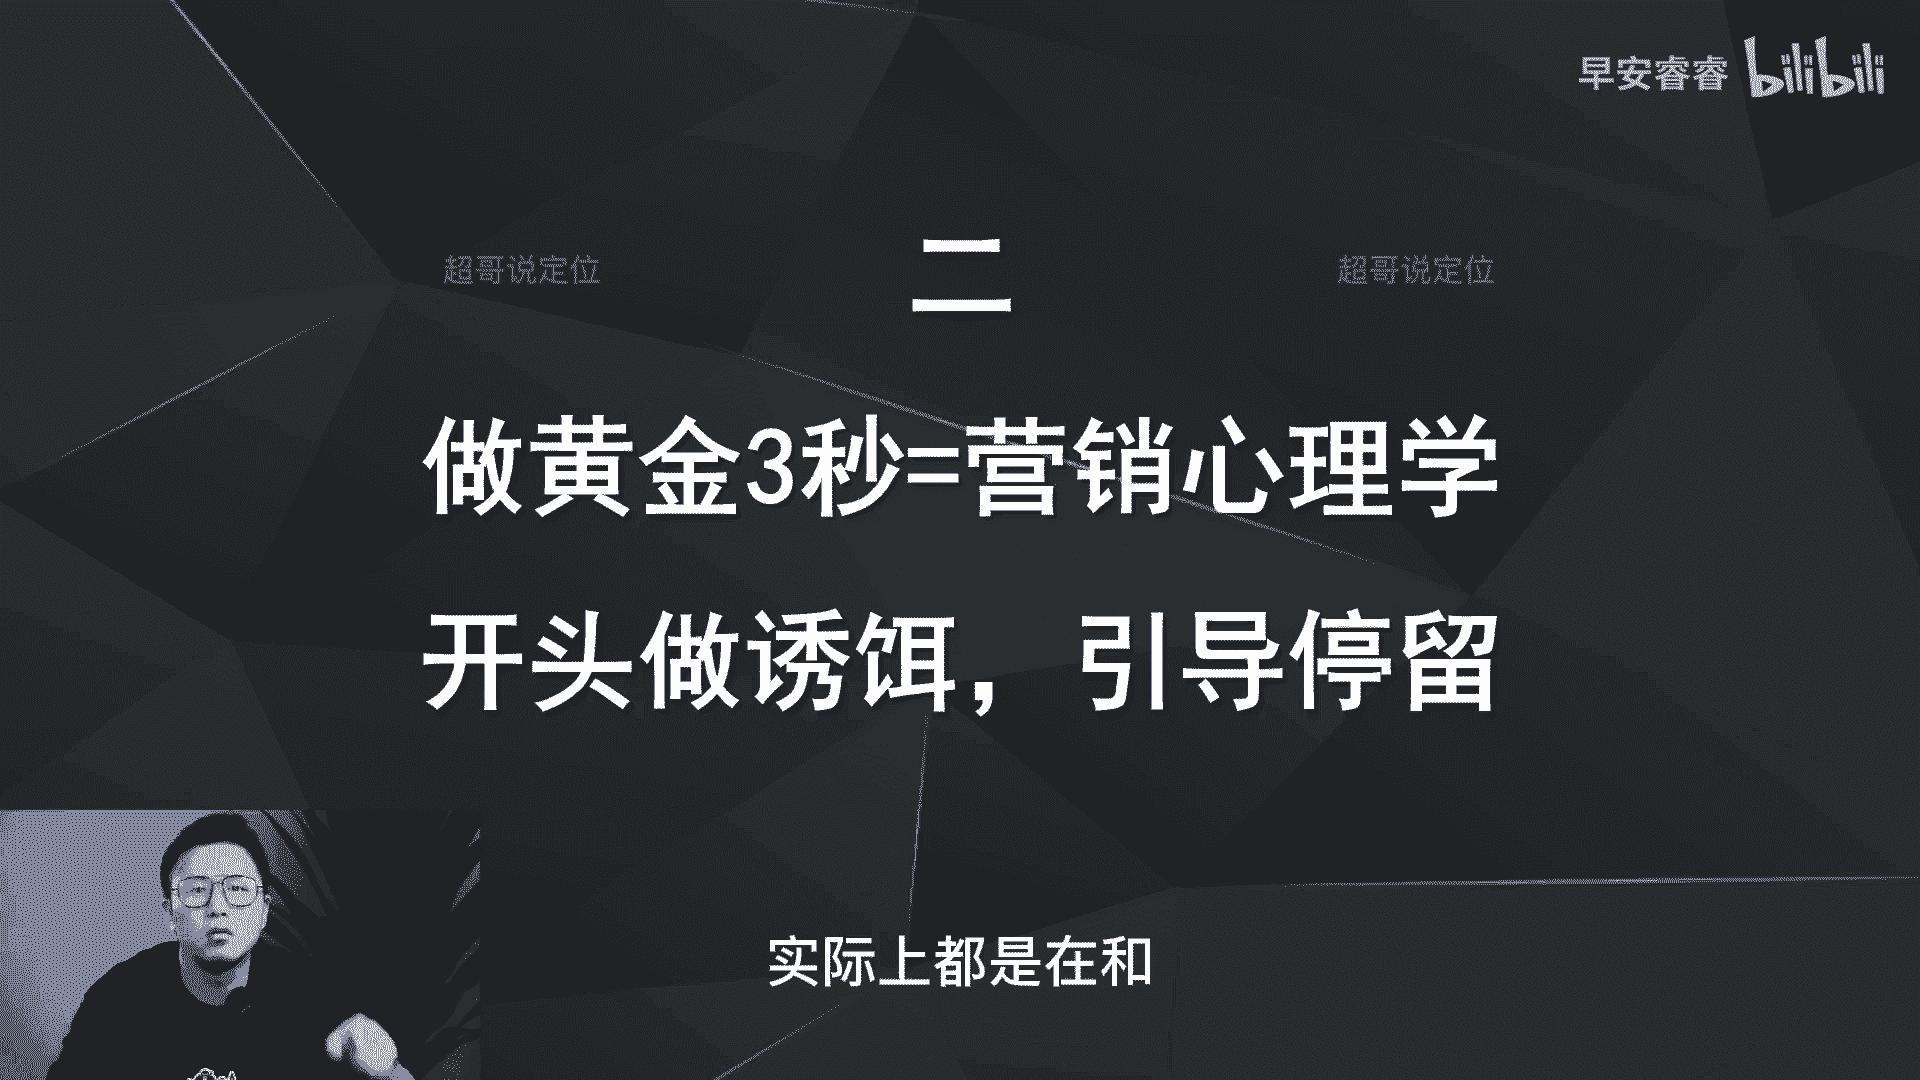 早安睿睿 bilibili
二
超哥说定位 超哥说定位
做黄金3秒=营销心理学
开头做诱饵，引导停留
实际上都是在和